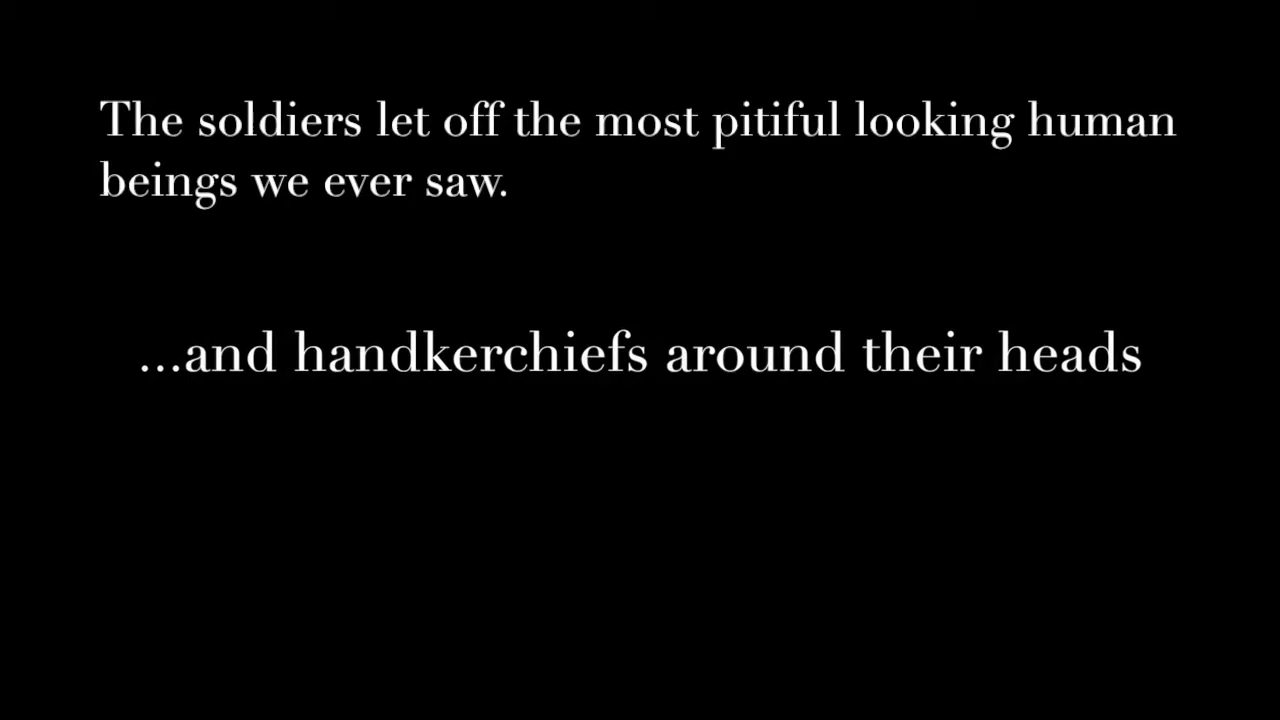 The soldiers let off the most pitiful looking human
beings we ever saw.
...and handkerchiefs around their heads